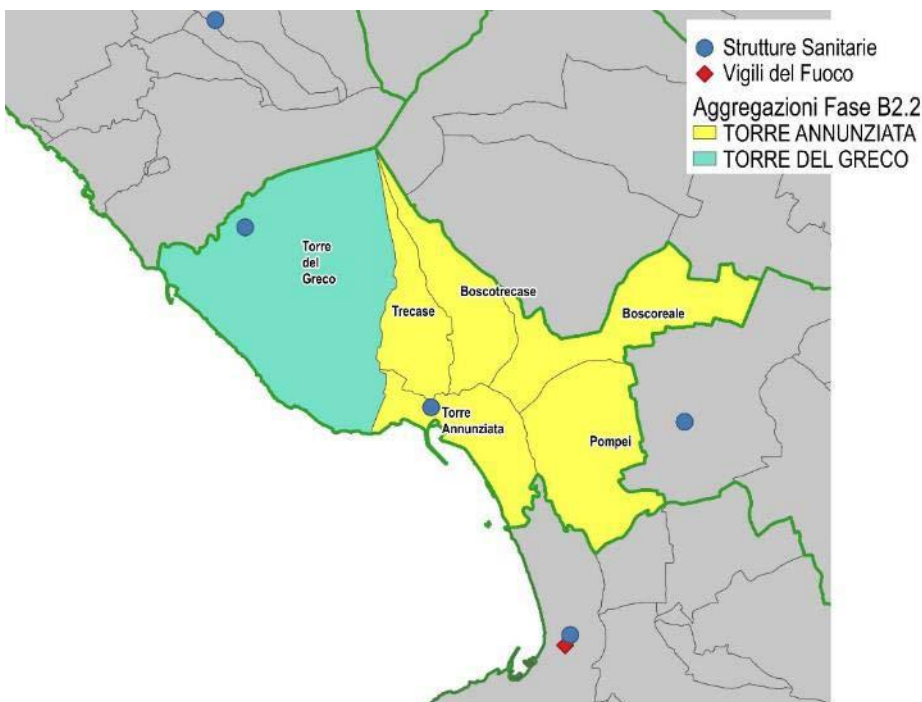 Strutture Sanitarie
Vigili del Fuoco
Aggregazioni Fase B2.2
TORRE ANNUNZIATA
TORRE DEL GRECO
Torre
del
Greco
Trecase
Boscotrecase
Boscoreale
Torre
Annunziata
Pompei